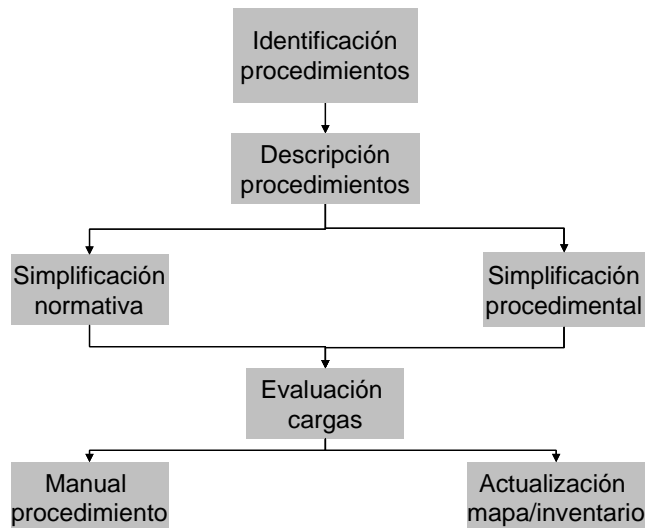 Identificación
procedimientos
Descripción
procedimientos
Simplificación
normativa
Simplificación
procedimental
Evaluación
cargas
Manual
procedimiento
Actualización
mapa/inventario